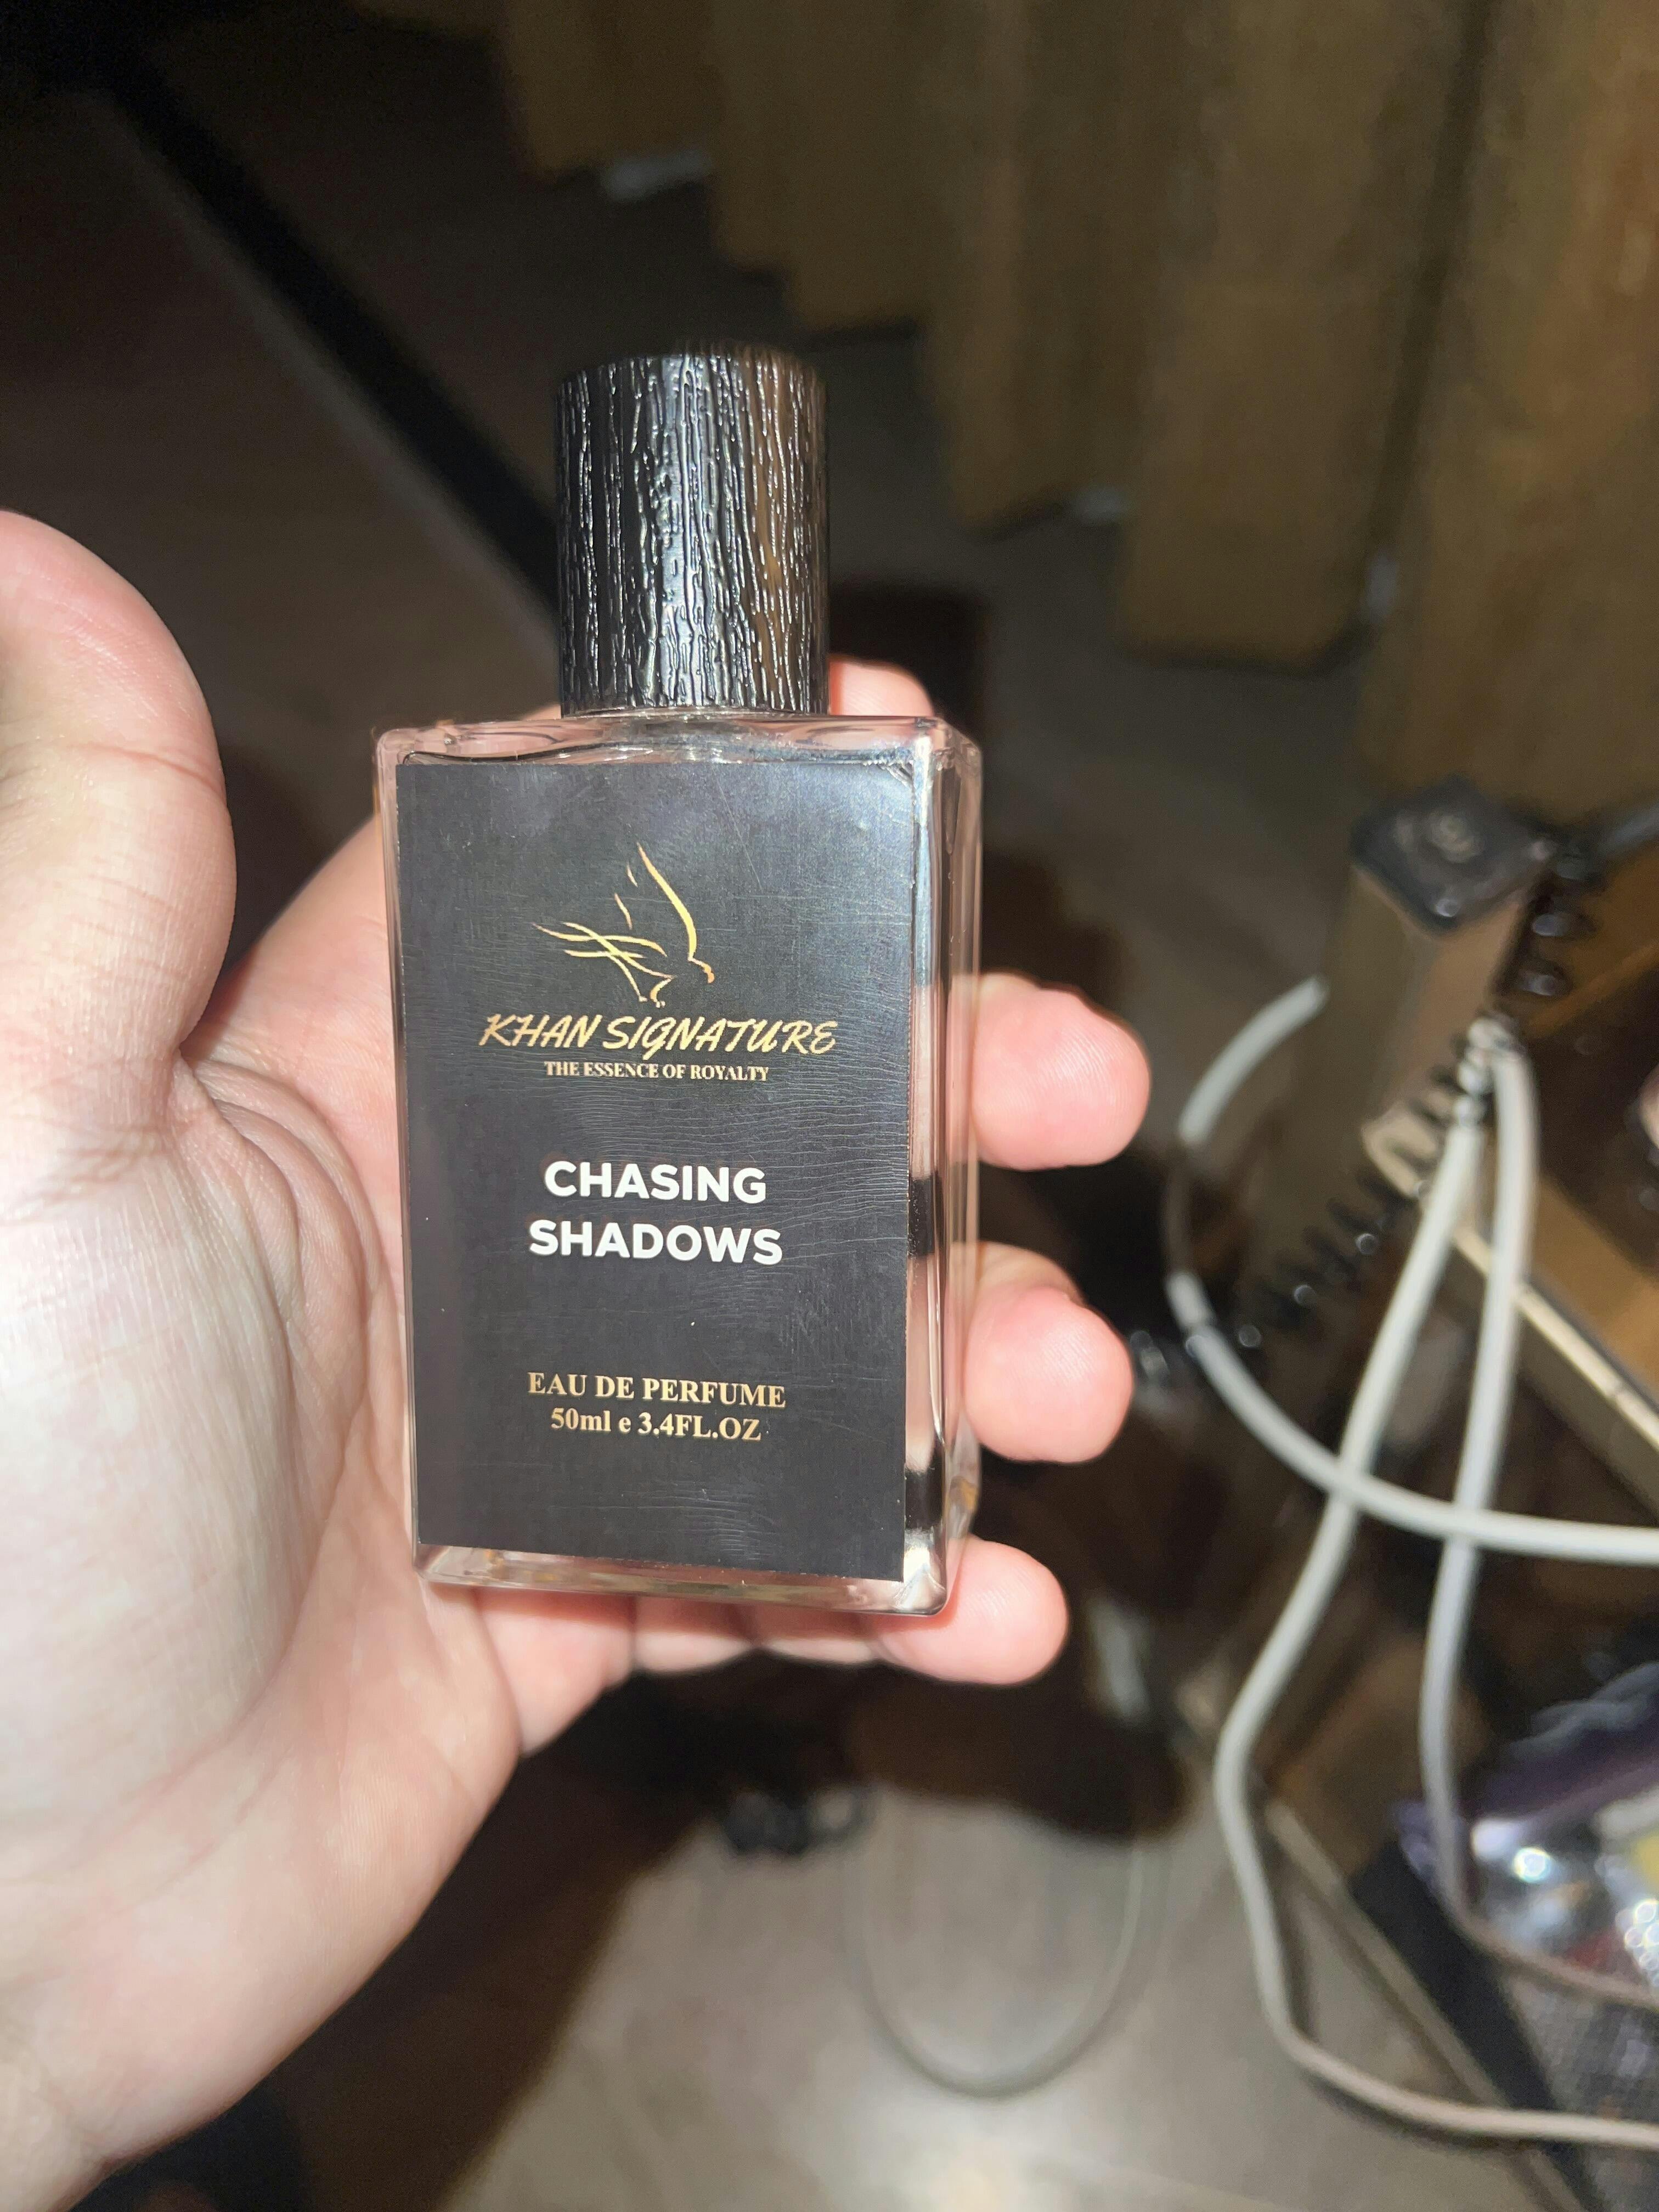 KHAN SIGNATURE
THE ESSENCE OF ROYALTY
CHASING
SHADOWS
EAU DE PERFUME
50ml e 3.4FL.OZ